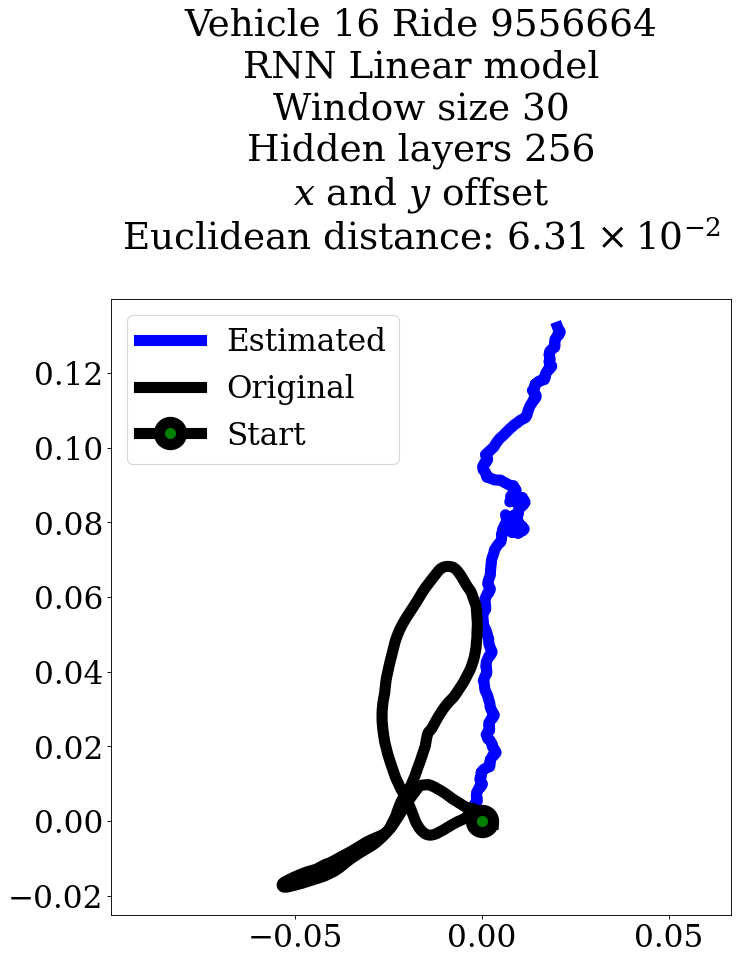 Vehicle 16 Ride 9556664
RNN Linear model
Window size 30
Hidden layers 256
x and y offset
Euclidean distance: 6.31 × 10⁻²
Estimated
Original
Start
0.12
0.10
0.08
0.06
0.04
0.02
0.00
−0.02
−0.05 0.00 0.05